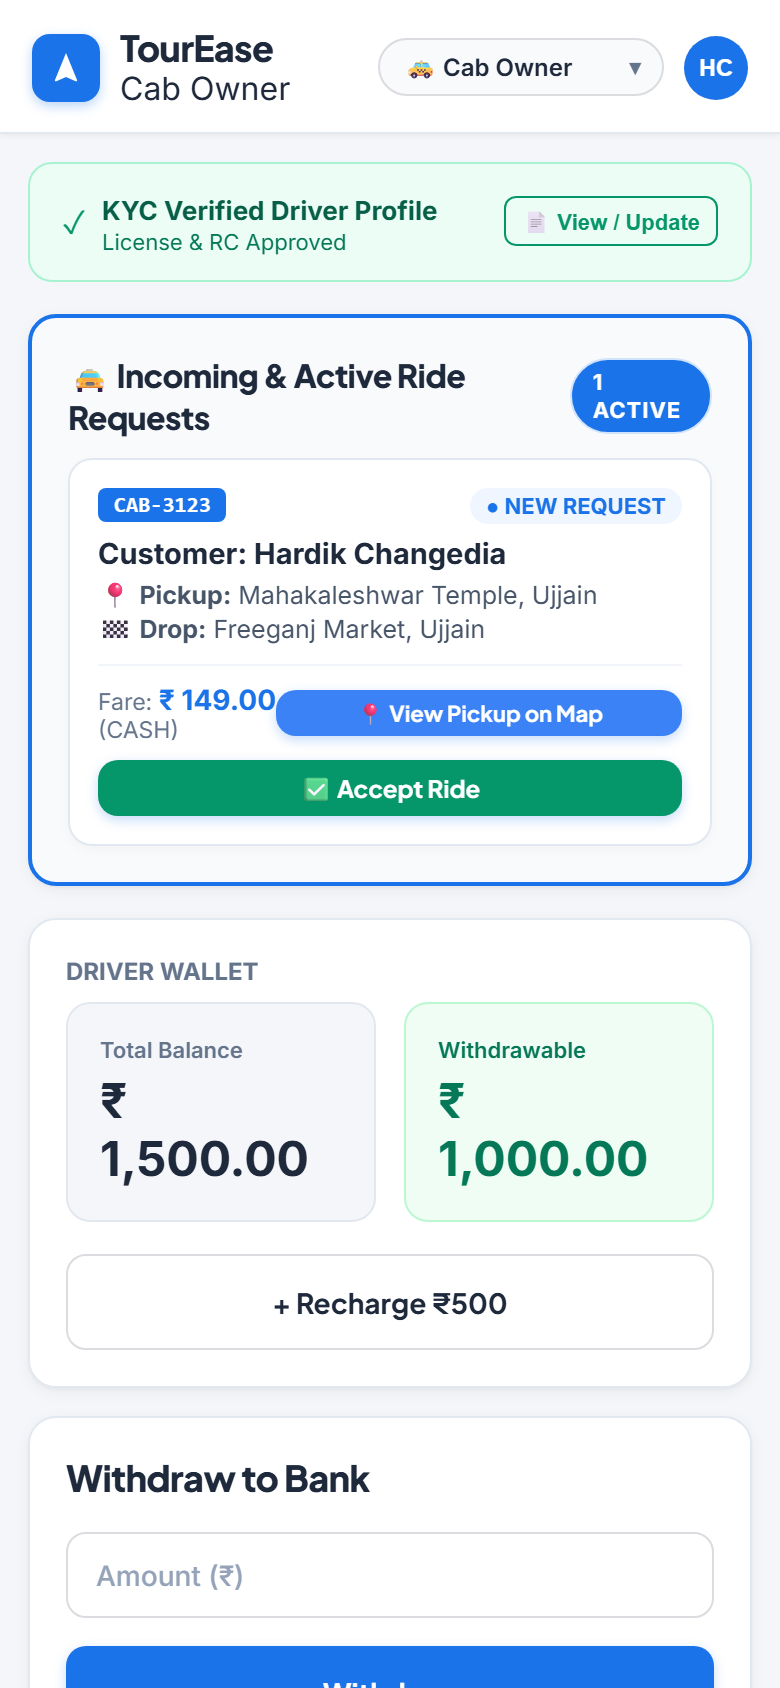 TourEase
Cab Owner
🚕 Cab Owner ▼
HC
✓ KYC Verified Driver Profile
License & RC Approved
📄 View / Update
🚖 Incoming & Active Ride
Requests
1
ACTIVE
CAB-3123
● NEW REQUEST
Customer: Hardik Changedia
📍 Pickup: Mahakaleshwar Temple, Ujjain
🏁 Drop: Freeganj Market, Ujjain
Fare: ₹ 149.00
(CASH)
📍 View Pickup on Map
✅ Accept Ride
DRIVER WALLET
Total Balance
₹
1,500.00
Withdrawable
₹
1,000.00
+ Recharge ₹500
Withdraw to Bank
Amount (₹)